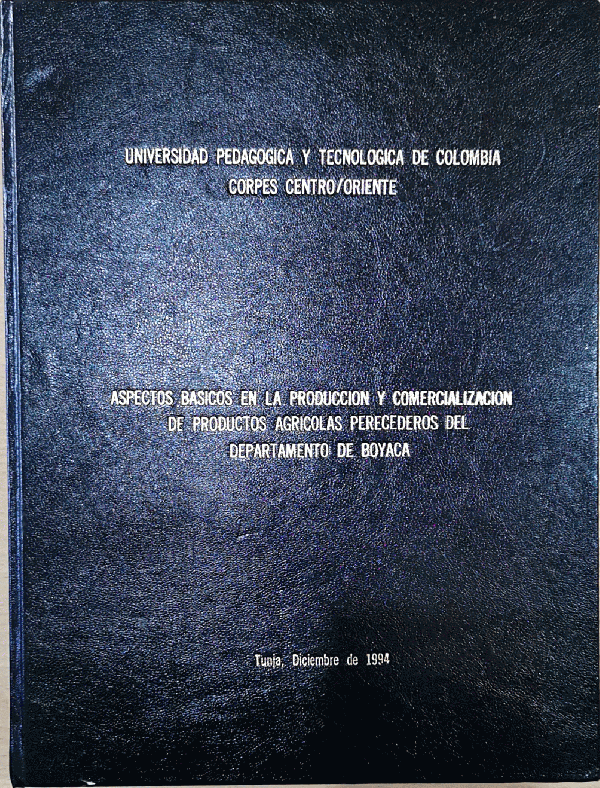 UNIVERSIDAD PEDAGOGICA Y TECNOLOGICA DE COLOMBIA
CORPES CENTRO/ORIENTE
ASPECTOS BASICOS EN LA PRODUCCION Y COMERCIALIZACION
DE PRODUCTOS AGRICOLAS PERECEDEROS DEL
DEPARTAMENTO DE BOYACA
Tunja, Diciembre de 1994